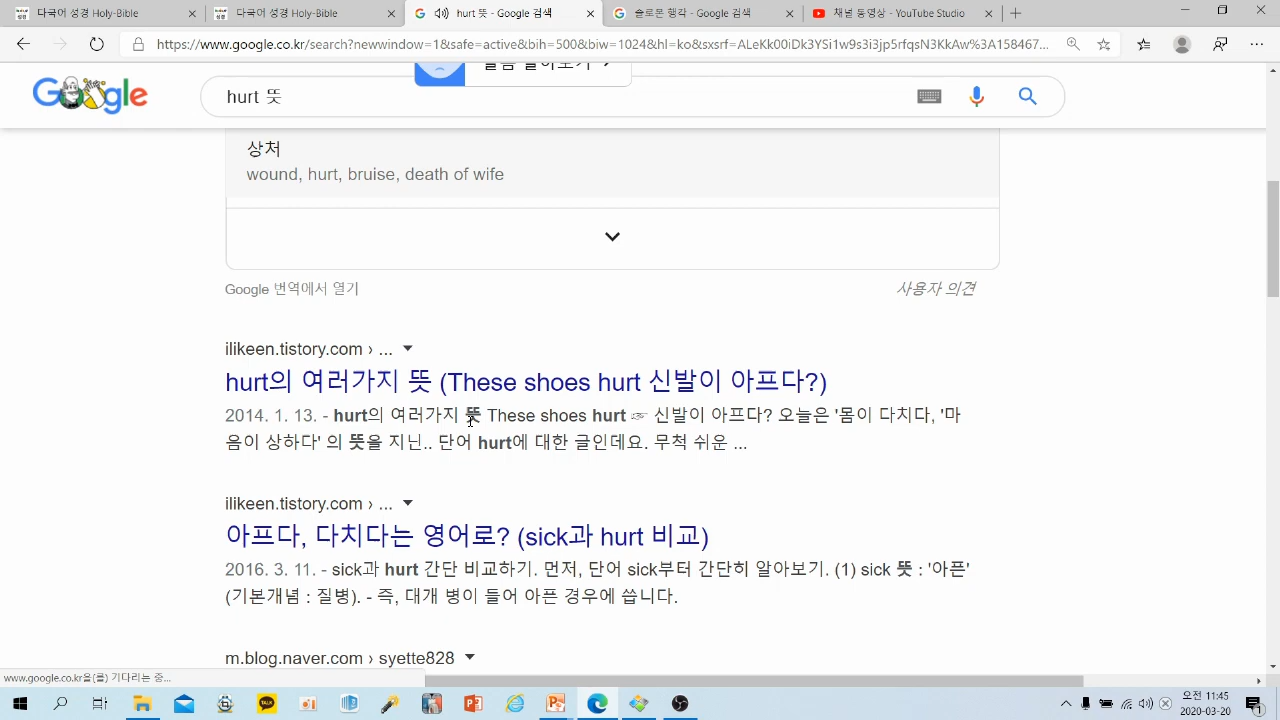 다국어 성경 Holy-Bible
다국어 성경 Holy-Bible
hurt 뜻 - Google 검색
솔로몬 행각 - Google 검색
채널 동영상 - YouTube Studio
https://www.google.co.kr/search?newwindow=1&safe=active&bih=500&biw=1024&hl=ko&sxsrf=ALeKk00iDk3YSi1w9s3i3jp5rfqsN3KkAw%3A158467...
Google
hurt 뜻
상처
wound, hurt, bruise, death of wife
Google 번역에서 열기
사용자 의견
ilikeen.tistory.com › ...
hurt의 여러가지 뜻 (These shoes hurt 신발이 아프다?)
2014. 1. 13. - hurt의 여러가지 뜻 These shoes hurt ☞ 신발이 아프다? 오늘은 '몸이 다치다, '마
음이 상하다' 의 뜻을 지닌.. 단어 hurt에 대한 글인데요. 무척 쉬운 ...
ilikeen.tistory.com › ...
아프다, 다치다는 영어로? (sick과 hurt 비교)
2016. 3. 11. - sick과 hurt 간단 비교하기. 먼저, 단어 sick부터 간단히 알아보기. (1) sick 뜻 : '아픈'
(기본개념 : 질병). - 즉, 대개 병이 들어 아픈 경우에 씁니다.
m.blog.naver.com › syette828
www.google.co.kr을(를) 기다리는 중...
TALK
오전 11:45
2020-03-20